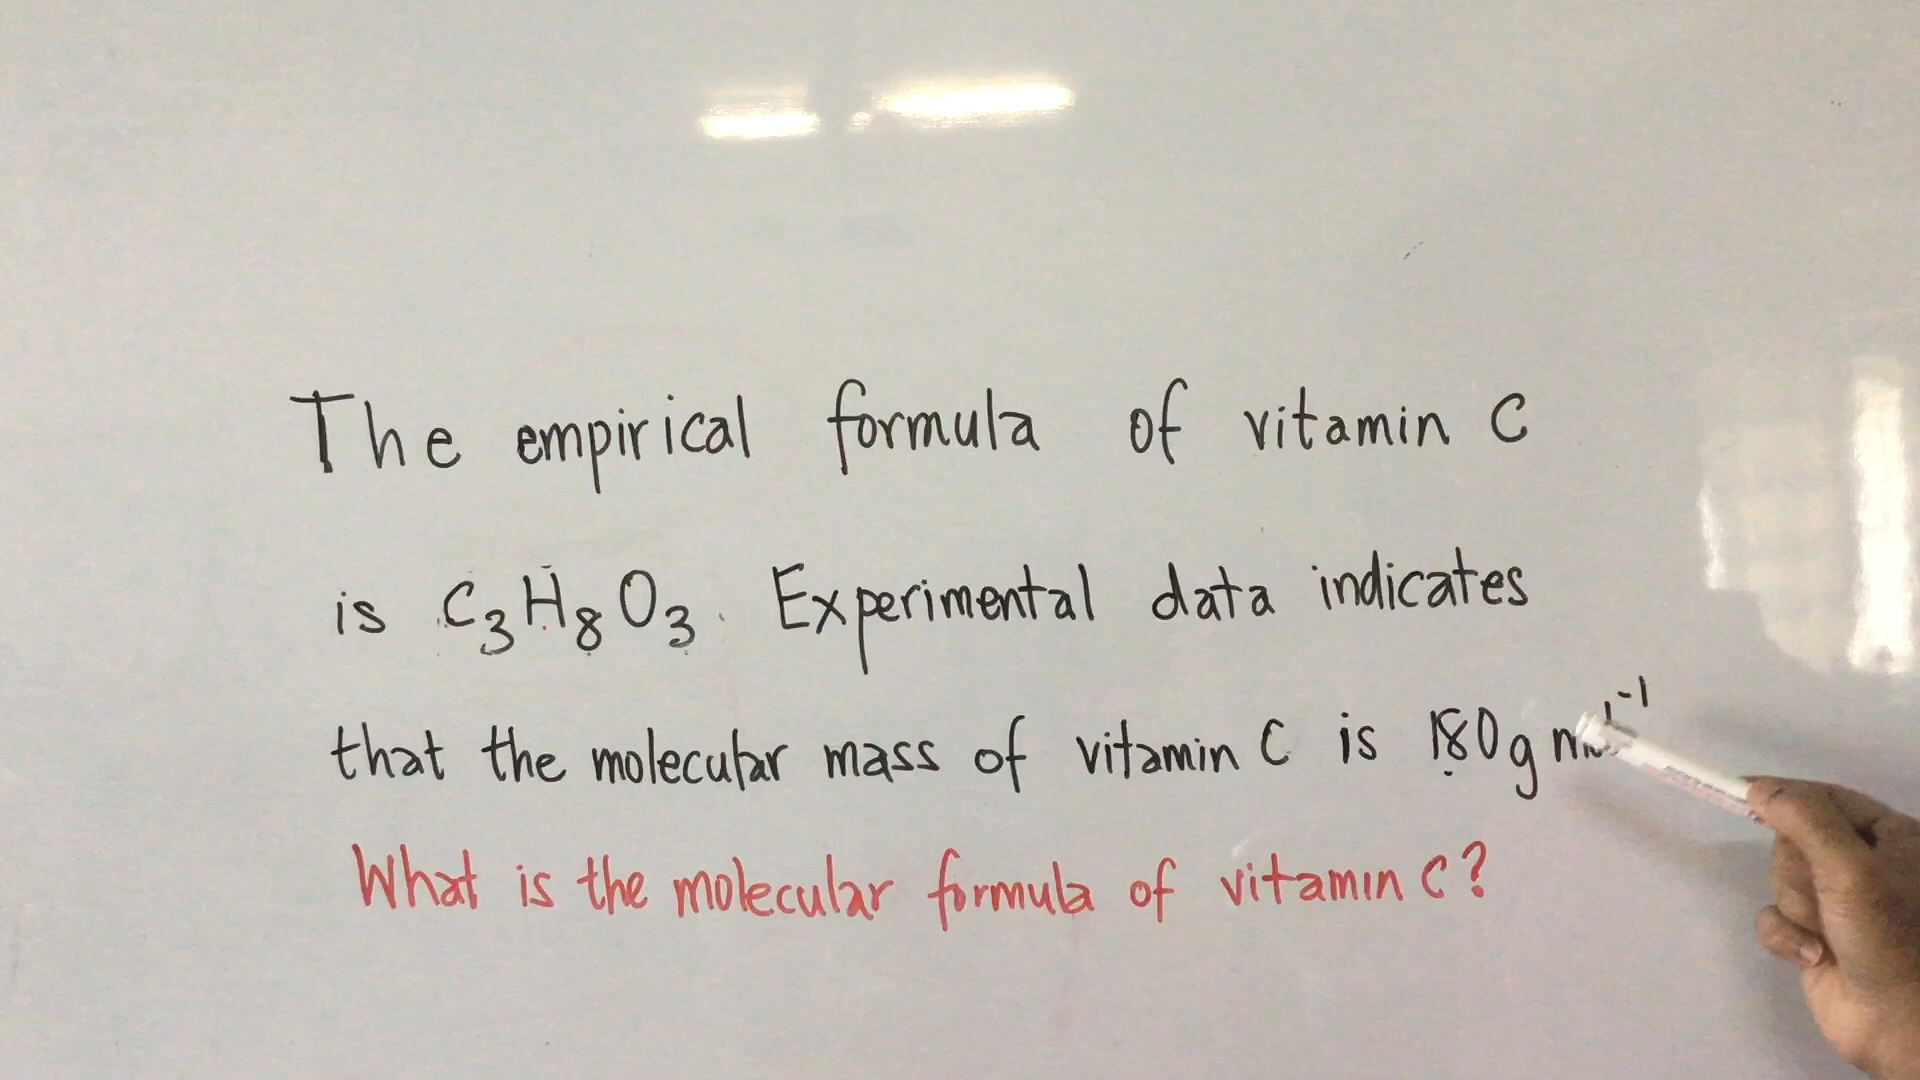 The empirical formula of vitamin C
is C₃H₈O₃. Experimental data indicates
that the molecular mass of vitamin C is 180g
What is the molecular formula of vitamin C?